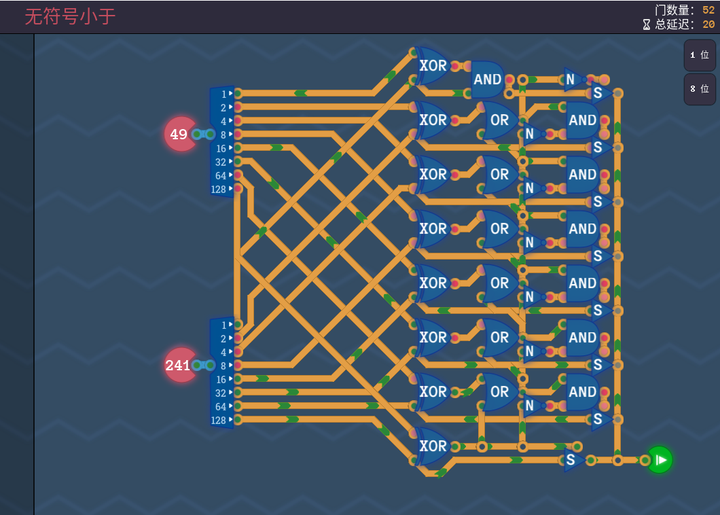 无符号小于
门数量: 52
总延迟: 20
1 位
8 位
XOR
AND
N
S
1
2
4
8
16
32
64
128
49
XOR
OR
N
AND
S
XOR
OR
N
AND
S
XOR
OR
N
AND
S
XOR
OR
N
AND
S
1
2
4
8
16
32
64
128
241
XOR
OR
N
AND
S
XOR
OR
N
AND
S
XOR
S